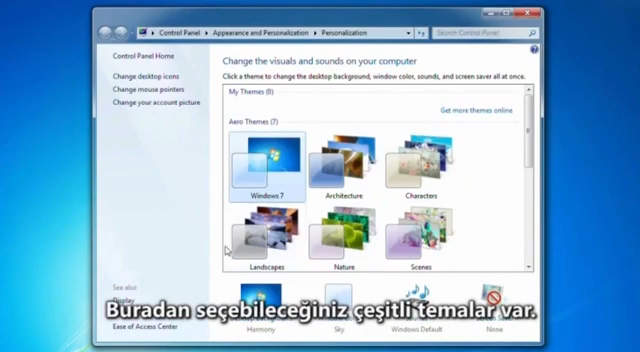 Control Panel ▸ Appearance and Personalization ▸ Personalization
Search Control Panel
Control Panel Home
Change desktop icons
Change mouse pointers
Change your account picture
Change the visuals and sounds on your computer
Click a theme to change the desktop background, window color, sounds, and screen saver all at once.
My Themes (0)
Get more themes online
Aero Themes (7)
Windows 7
Architecture
Characters
Landscapes
Nature
Scenes
See also
Display
Ease of Access Center
Buradan seçebileceğiniz çeşitli temalar var.
Harmony
Sky
Windows Default
None